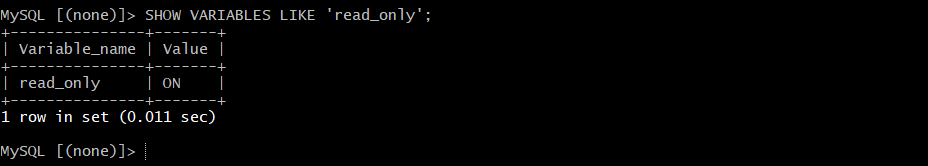 MySQL [(none)]> SHOW VARIABLES LIKE 'read_only';
+---------------+-------+
| Variable_name | Value |
+---------------+-------+
| read_only     | ON    |
+---------------+-------+
1 row in set (0.011 sec)
MySQL [(none)]>